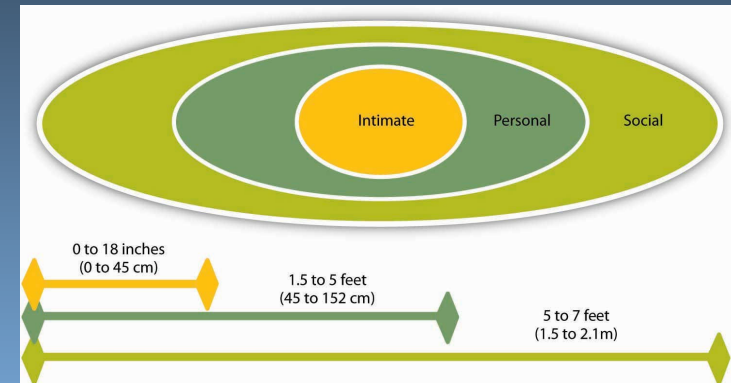 Intimate
Personal
Social
0 to 18 inches
(0 to 45 cm)
1.5 to 5 feet
(45 to 152 cm)
5 to 7 feet
(1.5 to 2.1m)